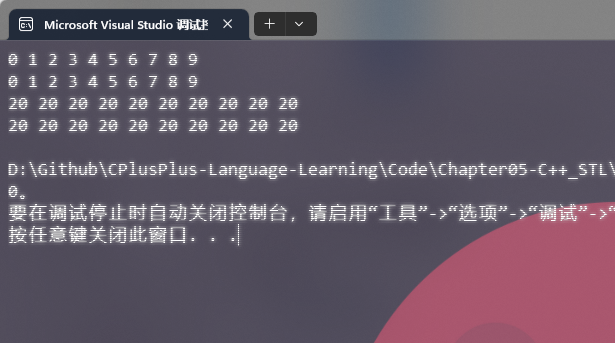 Microsoft Visual Studio 调试
0 1 2 3 4 5 6 7 8 9
0 1 2 3 4 5 6 7 8 9
20 20 20 20 20 20 20 20 20 20
20 20 20 20 20 20 20 20 20 20
D:\Github\CPlusPlus-Language-Learning\Code\Chapter05-C++_STL\
0。
要在调试停止时自动关闭控制台，请启用“工具”->“选项”->“调试”->“
按任意键关闭此窗口. . .